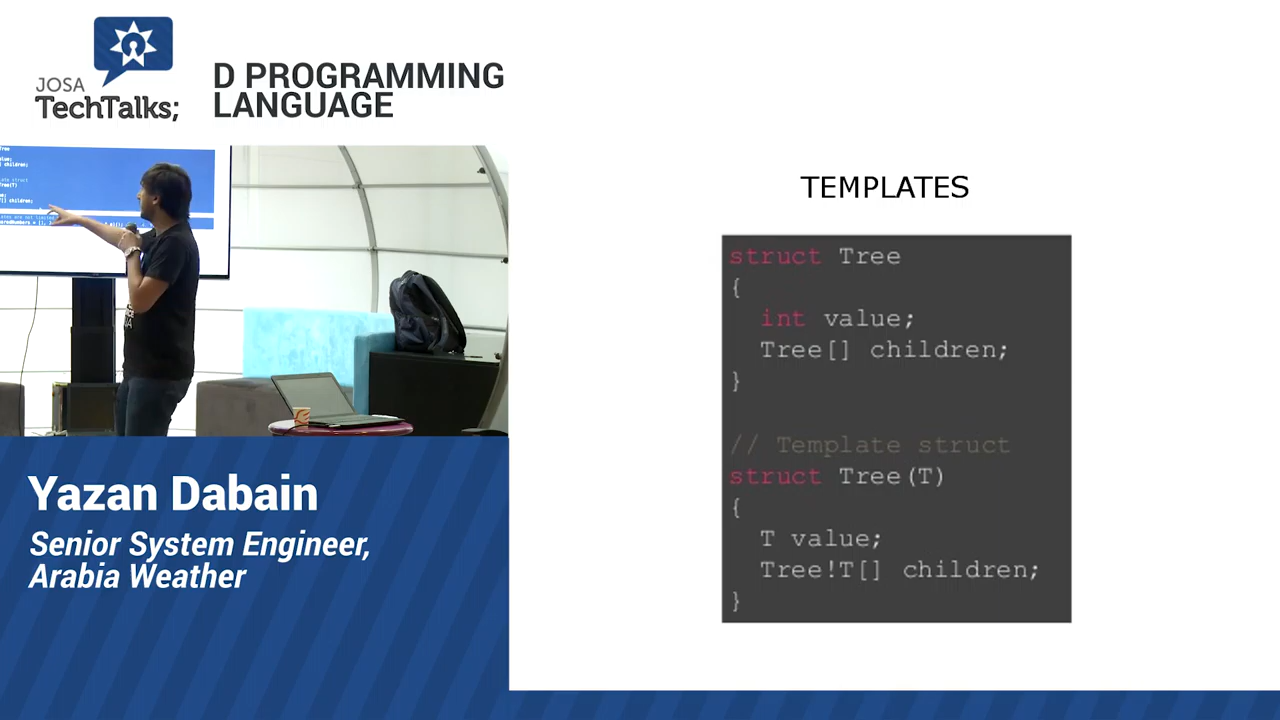 JOSA
TechTalks;
D PROGRAMMING
LANGUAGE
TEMPLATES
struct Tree
{
  int value;
  Tree[] children;
}
// Template struct
struct Tree(T)
{
  T value;
  Tree!T[] children;
}
Yazan Dabain
Senior System Engineer,
Arabia Weather